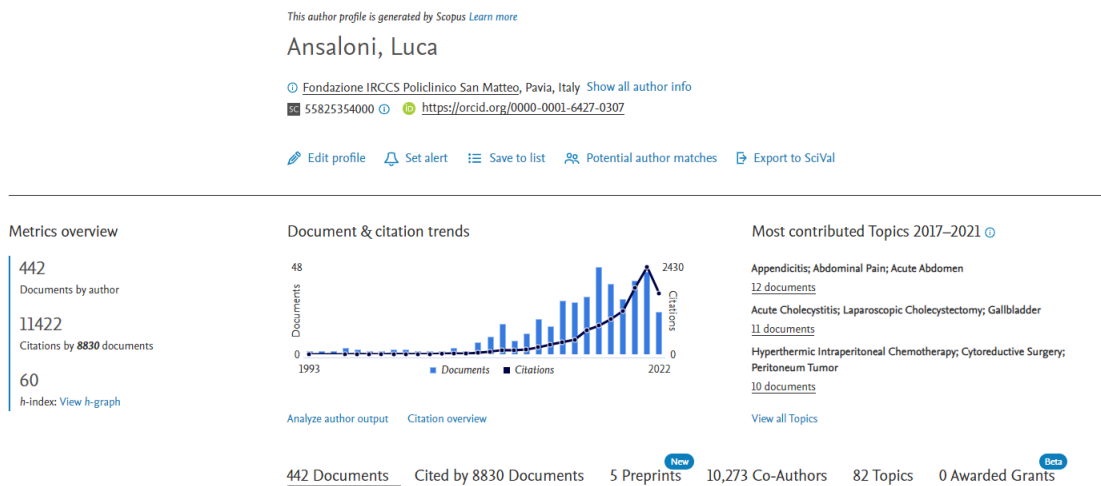 This author profile is generated by Scopus Learn more
Ansaloni, Luca
Fondazione IRCCS Policlinico San Matteo, Pavia, Italy Show all author info
SC 55825354000 iD https://orcid.org/0000-0001-6427-0307
Edit profile Set alert Save to list Potential author matches Export to SciVal
Metrics overview
442
Documents by author
11422
Citations by 8830 documents
60
h-index: View h-graph
Document & citation trends
48
2430
Documents
Citations
0
0
1993
2022
Documents Citations
Analyze author output Citation overview
Most contributed Topics 2017–2021
Appendicitis; Abdominal Pain; Acute Abdomen
12 documents
Acute Cholecystitis; Laparoscopic Cholecystectomy; Gallbladder
11 documents
Hyperthermic Intraperitoneal Chemotherapy; Cytoreductive Surgery;
Peritoneum Tumor
10 documents
View all Topics
New
Beta
442 Documents Cited by 8830 Documents 5 Preprints 10,273 Co-Authors 82 Topics 0 Awarded Grants